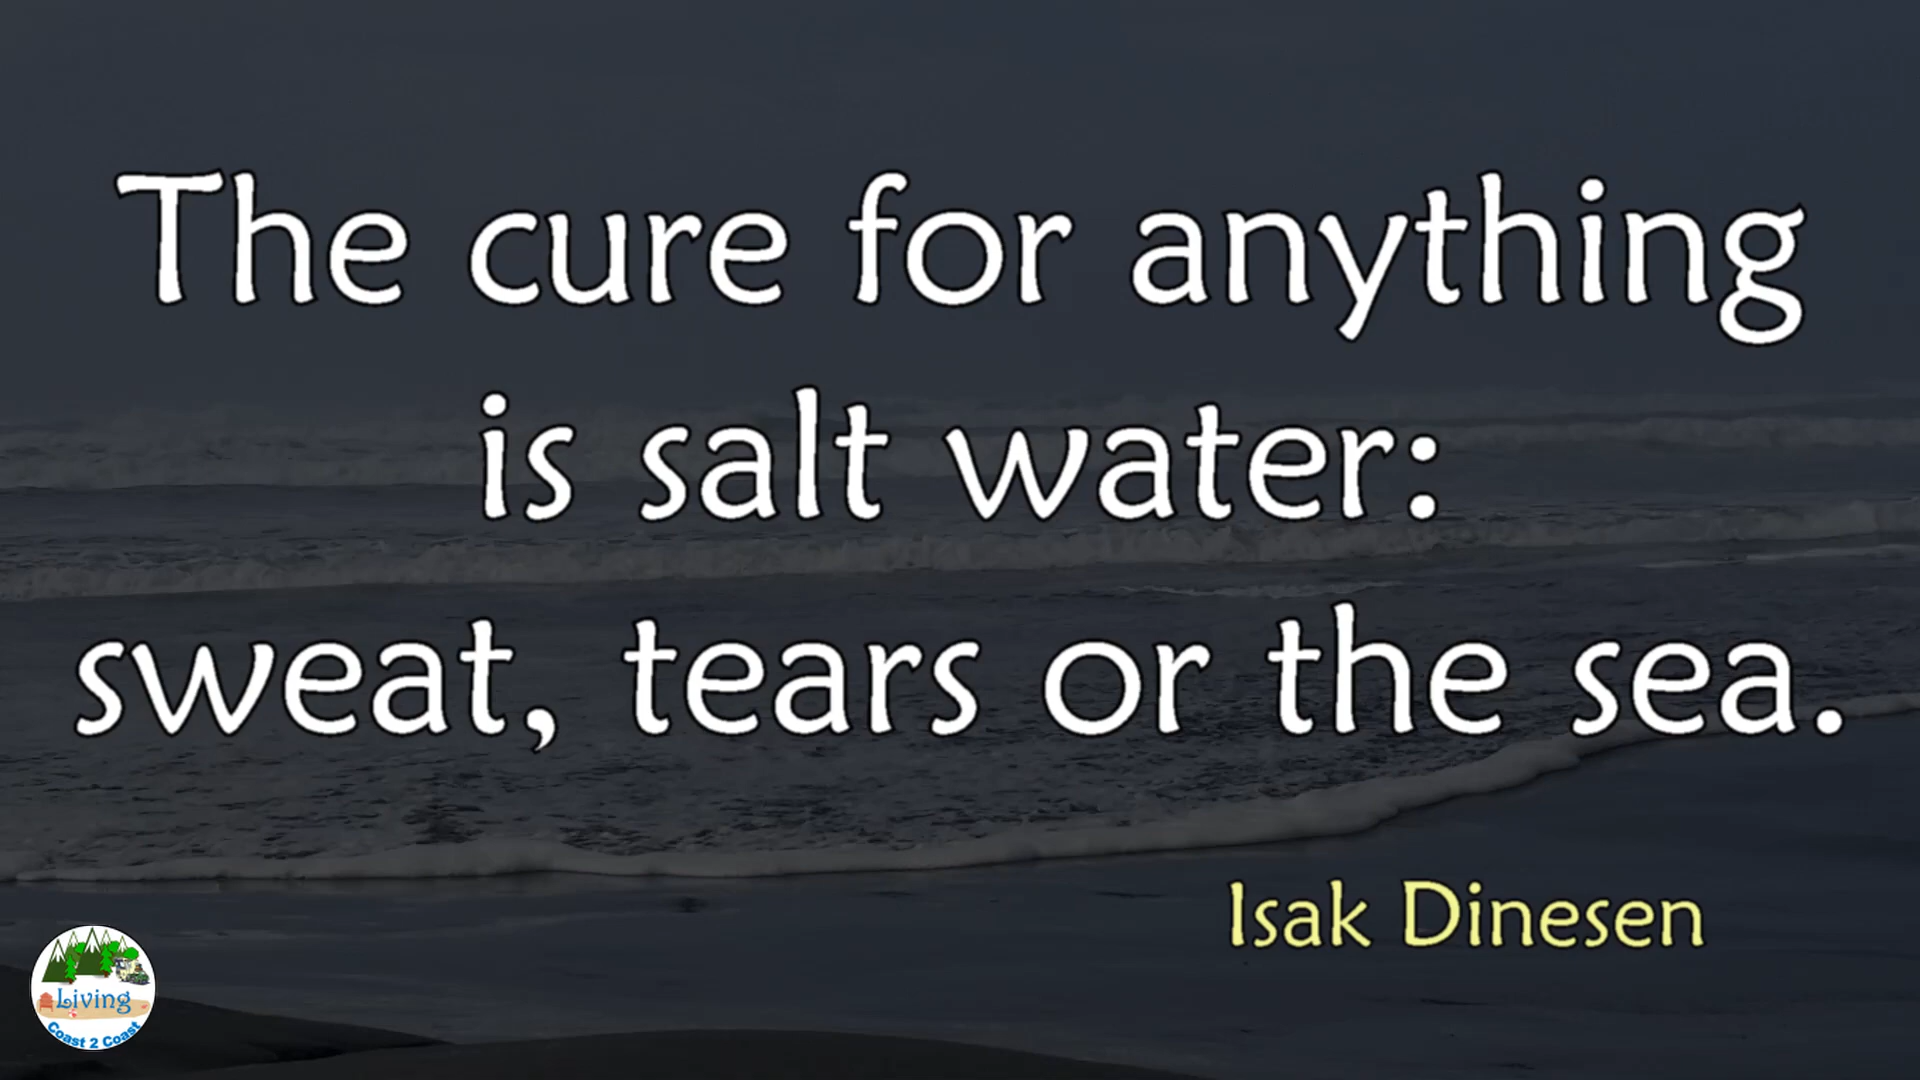 The cure for anything
is salt water:
sweat, tears or the sea.
Isak Dinesen
Living
Coast 2 Coast